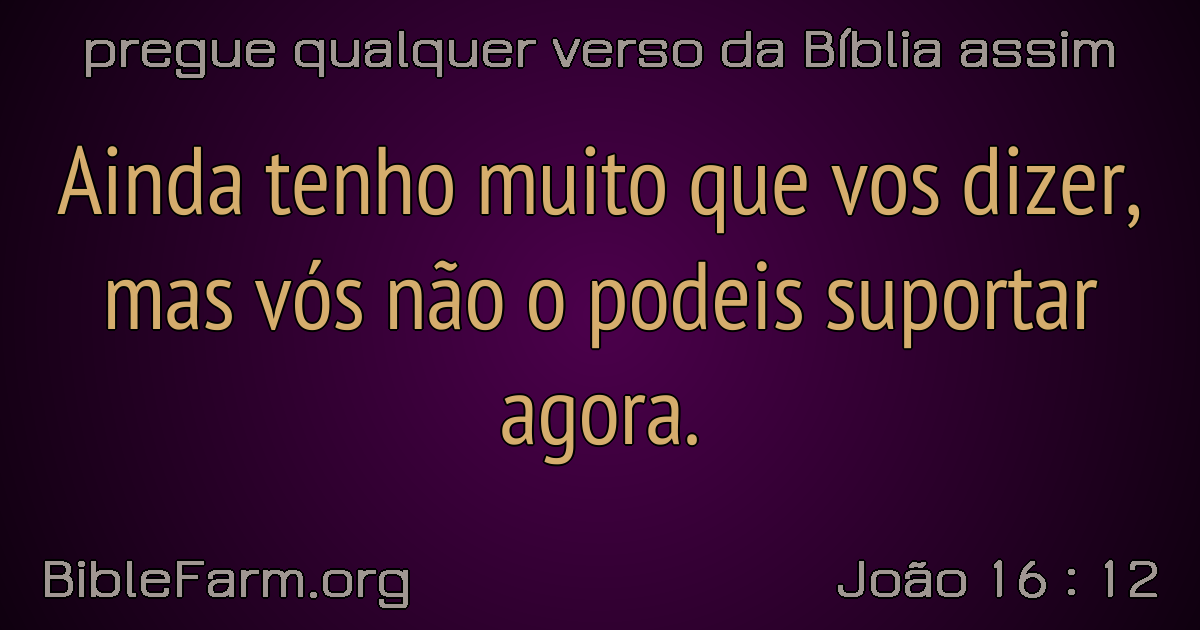 pregue qualquer verso da Bíblia assim
Ainda tenho muito que vos dizer,
mas vós não o podeis suportar
agora.
BibleFarm.org
João 16 : 12